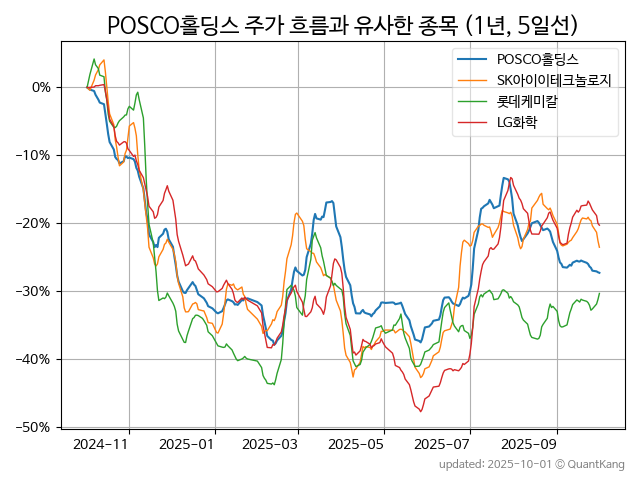 POSCO홀딩스 주가 흐름과 유사한 종목 (1년, 5일선)
POSCO홀딩스
SK아이이테크놀로지
롯데케미칼
LG화학
0%
−10%
−20%
−30%
−40%
−50%
2024-11
2025-01
2025-03
2025-05
2025-07
2025-09
updated: 2025-10-01 © QuantKang